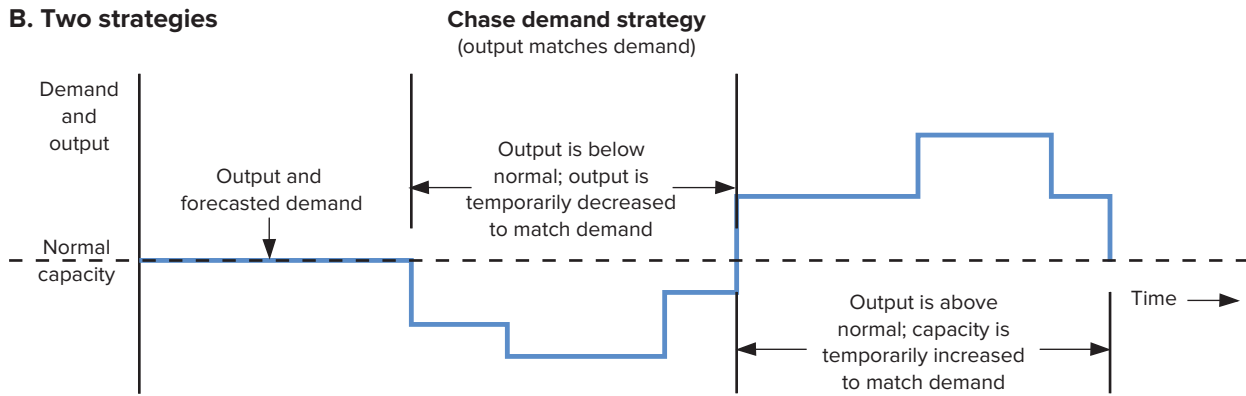 B. Two strategies
Chase demand strategy
(output matches demand)
Demand
and
output
Output and
forecasted demand
Output is below
normal; output is
temporarily decreased
to match demand
Normal
capacity
Time
Output is above
normal; capacity is
temporarily increased
to match demand